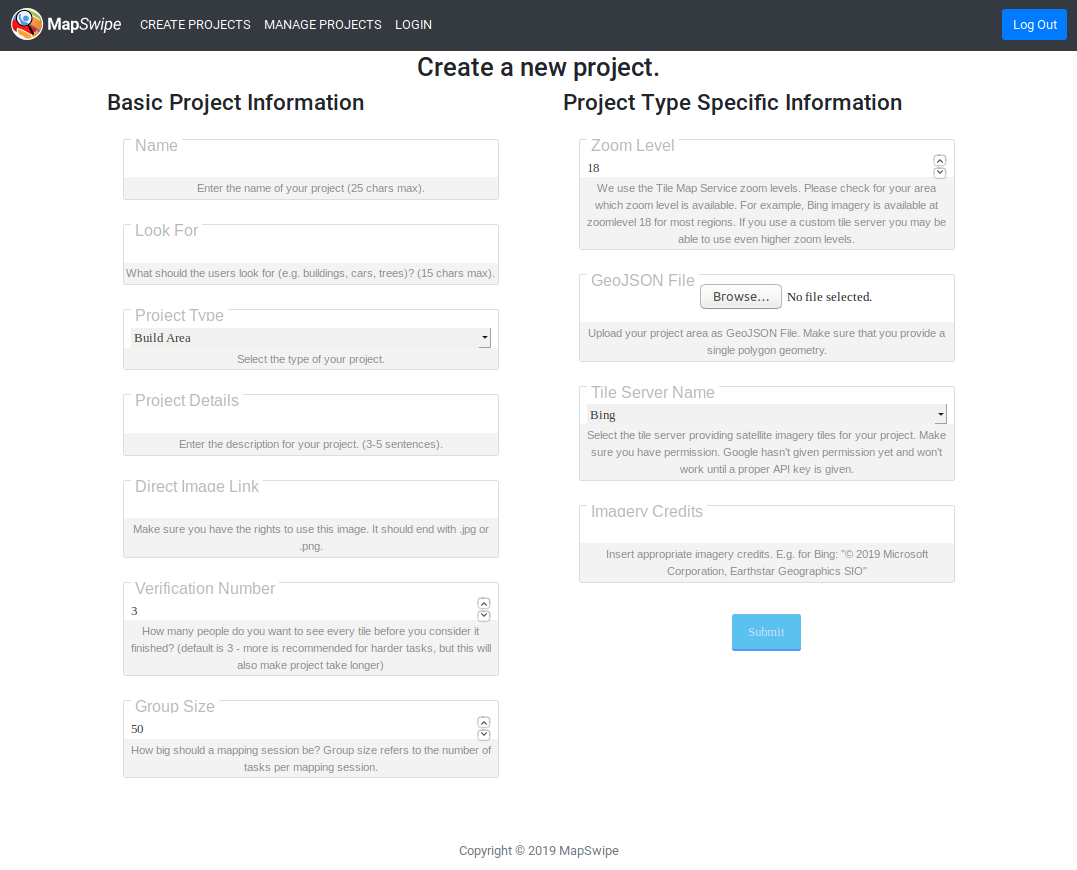 MapSwipe CREATE PROJECTS MANAGE PROJECTS LOGIN Log Out
Create a new project.
Basic Project Information
Name
Enter the name of your project (25 chars max).
Look For
What should the users look for (e.g. buildings, cars, trees)? (15 chars max).
Project Type
Build Area
Select the type of your project.
Project Details
Enter the description for your project. (3-5 sentences).
Direct Image Link
Make sure you have the rights to use this image. It should end with .jpg or
.png.
Verification Number
3
How many people do you want to see every tile before you consider it
finished? (default is 3 - more is recommended for harder tasks, but this will
also make project take longer)
Group Size
50
How big should a mapping session be? Group size refers to the number of
tasks per mapping session.
Project Type Specific Information
Zoom Level
18
We use the Tile Map Service zoom levels. Please check for your area
which zoom level is available. For example, Bing imagery is available at
zoomlevel 18 for most regions. If you use a custom tile server you may be
able to use even higher zoom levels.
GeoJSON File
Browse... No file selected.
Upload your project area as GeoJSON File. Make sure that you provide a
single polygon geometry.
Tile Server Name
Bing
Select the tile server providing satellite imagery tiles for your project. Make
sure you have permission. Google hasn't given permission yet and won't
work until a proper API key is given.
Imagery Credits
Insert appropriate imagery credits. E.g. for Bing: "© 2019 Microsoft
Corporation, Earthstar Geographics SIO"
Submit
Copyright © 2019 MapSwipe